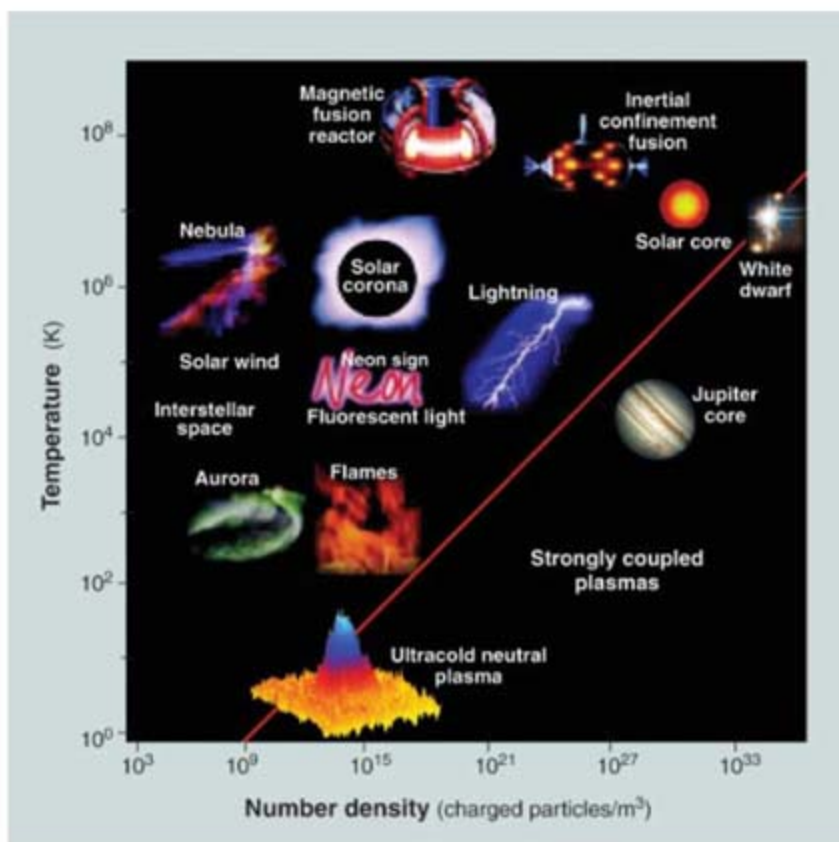 Magnetic
fusion
reactor
Inertial
confinement
fusion
Nebula
Solar
corona
Solar core
White
dwarf
Lightning
Solar wind
Neon sign
Neon
Fluorescent light
Interstellar
space
Jupiter
core
Aurora
Flames
Strongly coupled
plasmas
Ultracold neutral
plasma
Temperature (K)
10⁸
10⁶
10⁴
10²
10⁰
10³ 10⁹ 10¹⁵ 10²¹ 10²⁷ 10³³
Number density (charged particles/m³)